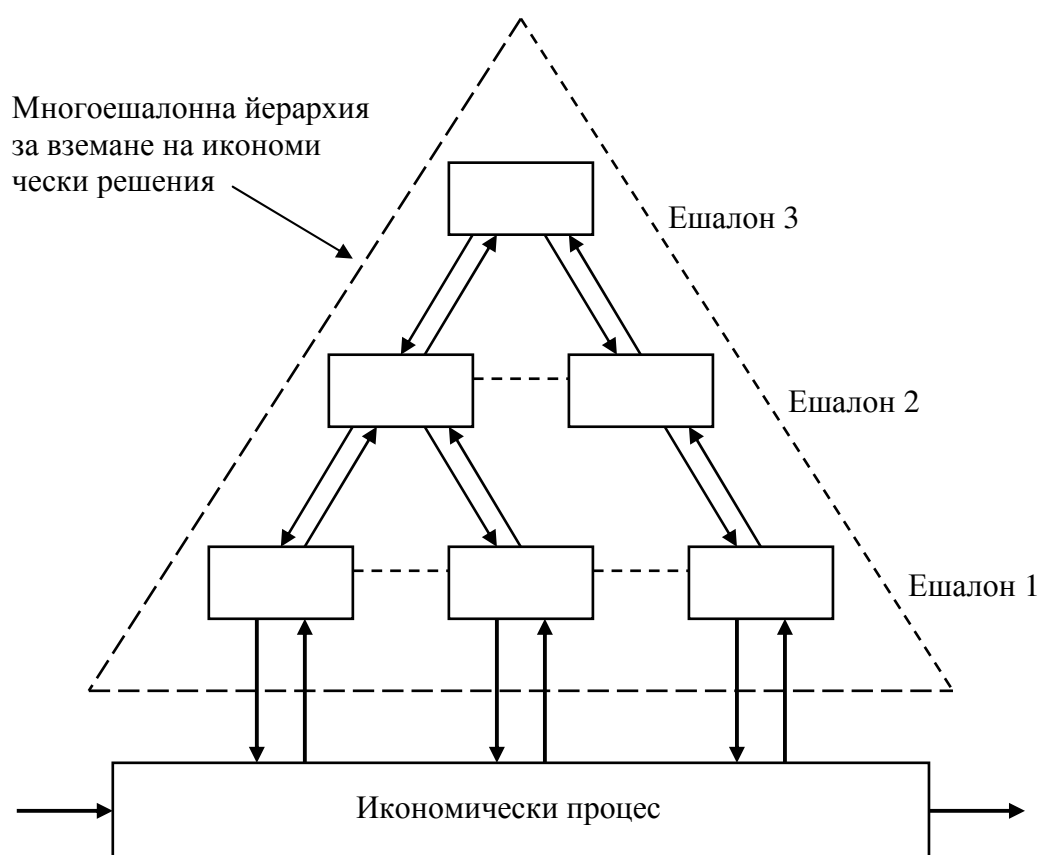 Многоешалонна йерархия
за вземане на икономи
чески решения
Ешалон 3
Ешалон 2
Ешалон 1
Икономически процес